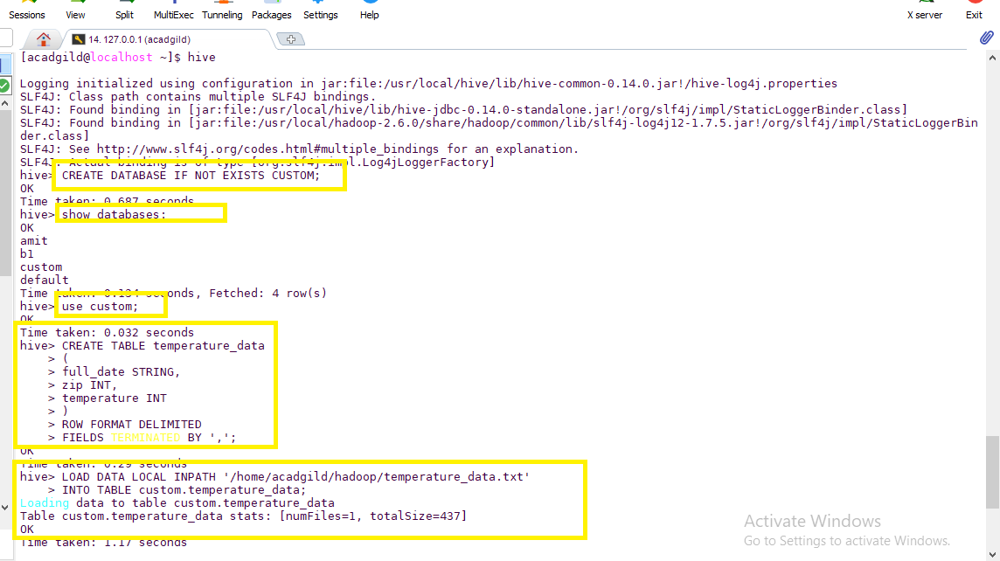 Sessions View Split MultiExec Tunneling Packages Settings Help X server Exit
14. 127.0.0.1 (acadgild)
[acadgild@localhost ~]$ hive
Logging initialized using configuration in jar:file:/usr/local/hive/lib/hive-common-0.14.0.jar!/hive-log4j.properties
SLF4J: Class path contains multiple SLF4J bindings.
SLF4J: Found binding in [jar:file:/usr/local/hive/lib/hive-jdbc-0.14.0-standalone.jar!/org/slf4j/impl/StaticLoggerBinder.class]
SLF4J: Found binding in [jar:file:/usr/local/hadoop-2.6.0/share/hadoop/common/lib/slf4j-log4j12-1.7.5.jar!/org/slf4j/impl/StaticLoggerBin
der.class]
SLF4J: See http://www.slf4j.org/codes.html#multiple_bindings for an explanation.
SLF4J: Actual binding is of type [org.slf4j.impl.Log4jLoggerFactory]
hive> CREATE DATABASE IF NOT EXISTS CUSTOM;
OK
Time taken: 0.687 seconds
hive> show databases;
OK
amit
b1
custom
default
Time taken: 0.134 seconds, Fetched: 4 row(s)
hive> use custom;
OK
Time taken: 0.032 seconds
hive> CREATE TABLE temperature_data
> (
> full_date STRING,
> zip INT,
> temperature INT
> )
> ROW FORMAT DELIMITED
> FIELDS TERMINATED BY ',';
OK
Time taken: 0.29 seconds
hive> LOAD DATA LOCAL INPATH '/home/acadgild/hadoop/temperature_data.txt'
> INTO TABLE custom.temperature_data;
Loading data to table custom.temperature_data
Table custom.temperature_data stats: [numFiles=1, totalSize=437]
OK
Time taken: 1.17 seconds
Activate Windows
Go to Settings to activate Windows.